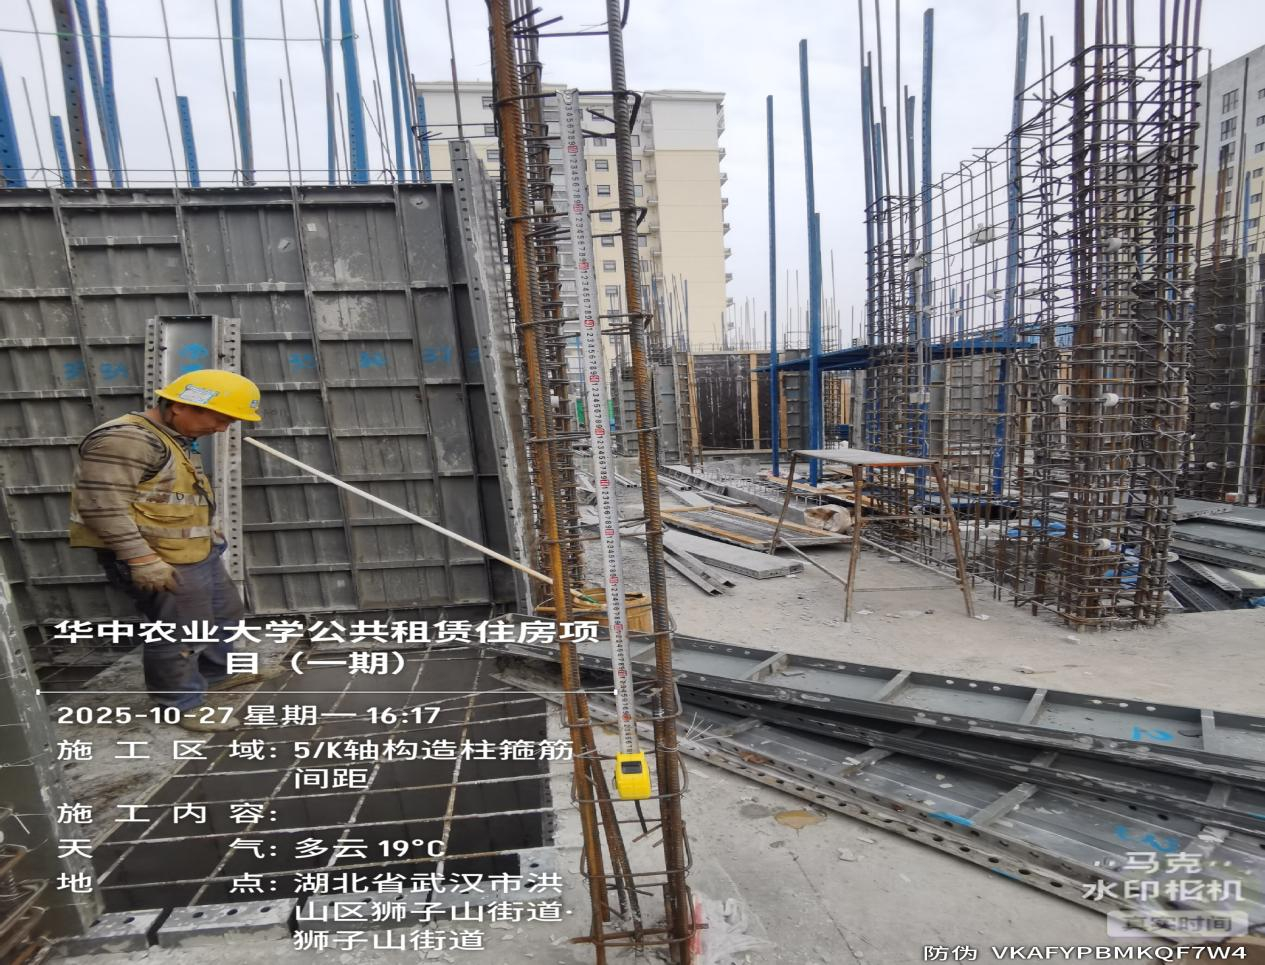 华中农业大学公共租赁住房项
目（一期）
2025-10-27 星期一 16:17
施工区域：5/K轴构造柱箍筋
间距
施工内容：
天气：多云 19°C
地点：湖北省武汉市洪
山区狮子山街道·
狮子山街道
马克
水印相机
真实时间
防伪 VKAFYPBMKQF7W4